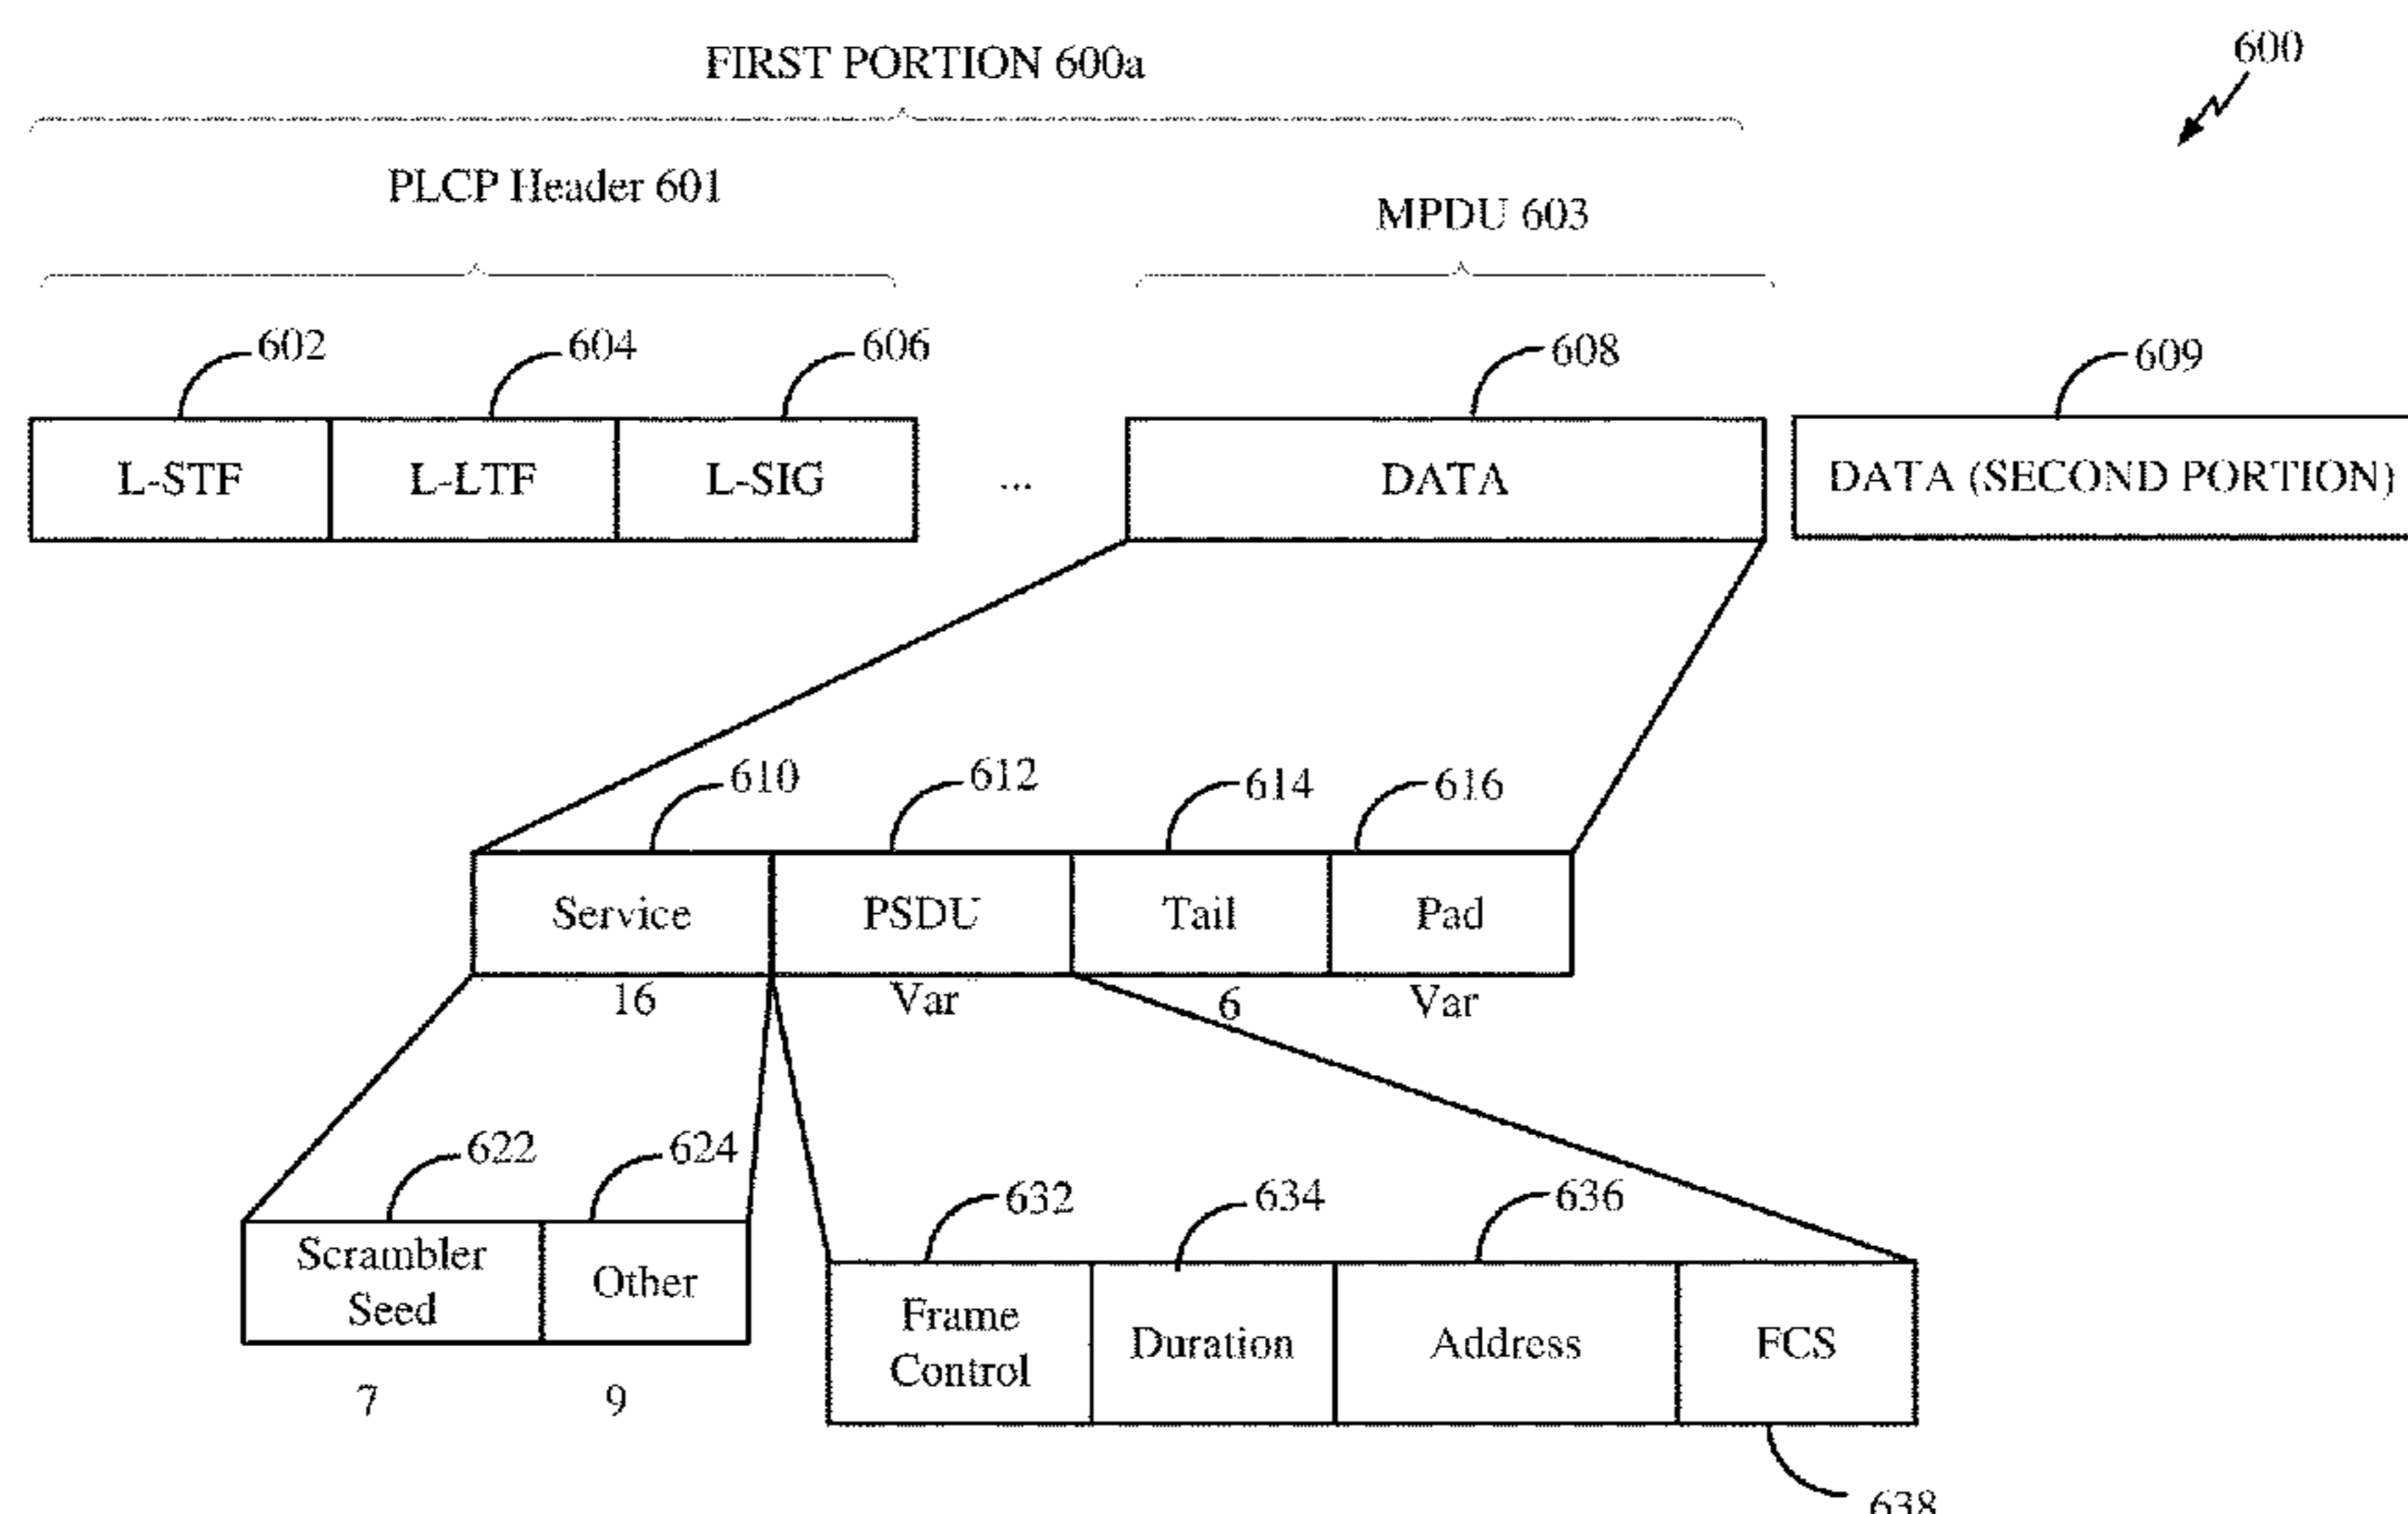 FIRST PORTION 600a
600
PLCP Header 601
MPDU 603
602
604
606
608
609
L-STF
L-LTF
L-SIG
...
DATA
DATA (SECOND PORTION)
610
612
614
616
Service
PSDU
Tail
Pad
16
Var
6
Var
622
624
632
634
636
Scrambler
Seed
Other
Frame
Control
Duration
Address
FCS
7
9
638